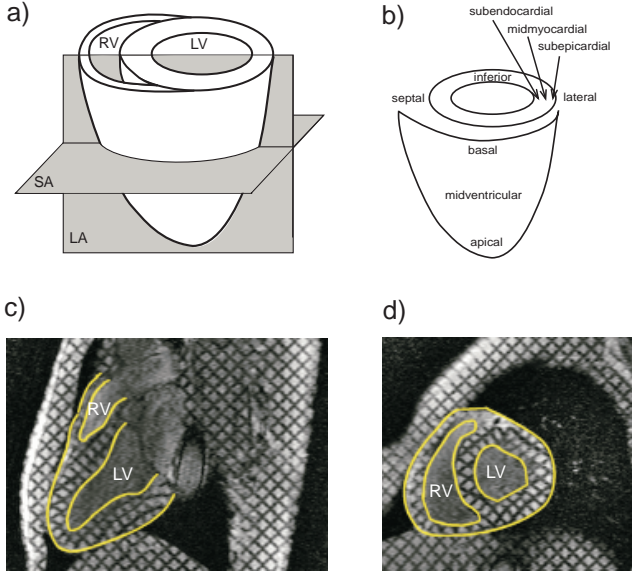 a)
RV
LV
SA
LA
b)
subendocardial
midmyocardial
subepicardial
inferior
septal
lateral
basal
midventricular
apical
c)
RV
LV
d)
LV
RV